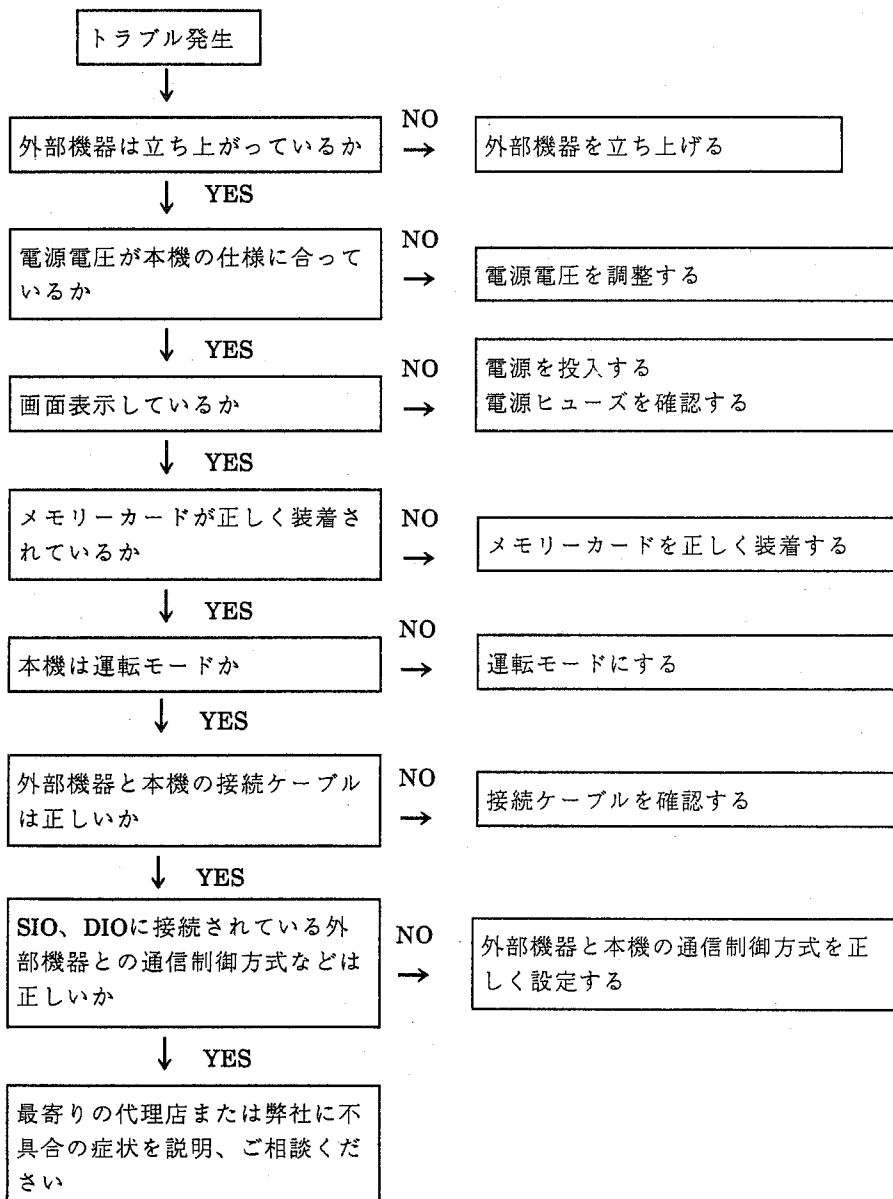 トラブル発生
↓
NO
外部機器は立ち上がっているか → 外部機器を立ち上げる
↓ YES
NO
電源電圧が本機の仕様に合って
いるか
→ 電源電圧を調整する
↓ YES
NO
画面表示しているか → 電源を投入する
電源ヒューズを確認する
↓ YES
NO
メモリーカードが正しく装着さ
れているか
→ メモリーカードを正しく装着する
↓ YES
NO
本機は運転モードか → 運転モードにする
↓ YES
NO
外部機器と本機の接続ケーブル
は正しいか
→ 接続ケーブルを確認する
↓ YES
NO
SIO、DIOに接続されている外
部機器との通信制御方式などは
正しいか
→ 外部機器と本機の通信制御方式を正
しく設定する
↓ YES
最寄りの代理店または弊社に不
具合の症状を説明、ご相談くだ
さい